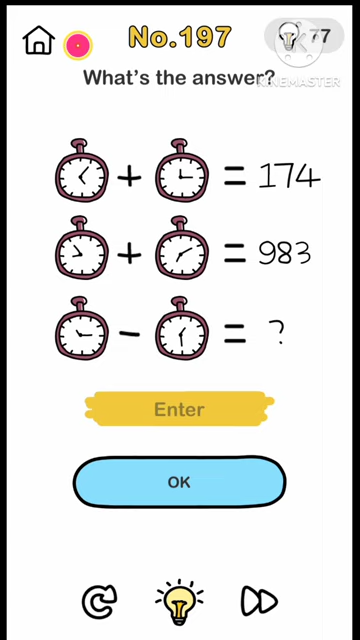 No.197
77
What's the answer?
KINEMASTER
+ = 174
+ = 983
- = ?
Enter
OK